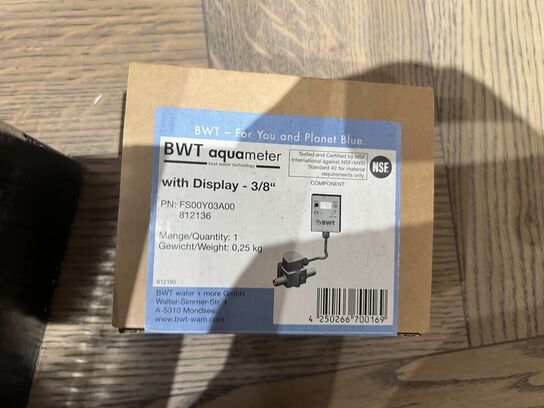 BWT – For You and Planet Blue.
BWT aquameter
best water technology
Tested and Certified by NSF
International against NSF/ANSI
Standard 42 for material
requirements only.
NSF
with Display - 3/8“
COMPONENT
PN: FS00Y03A00
812136
BWT
Menge/Quantity: 1
Gewicht/Weight: 0,25 kg
812195
BWT water + more GmbH
Walter-Simmer-Str. 4
A-5310 Mondsee
www.bwt-wam.com
4 250266 700169